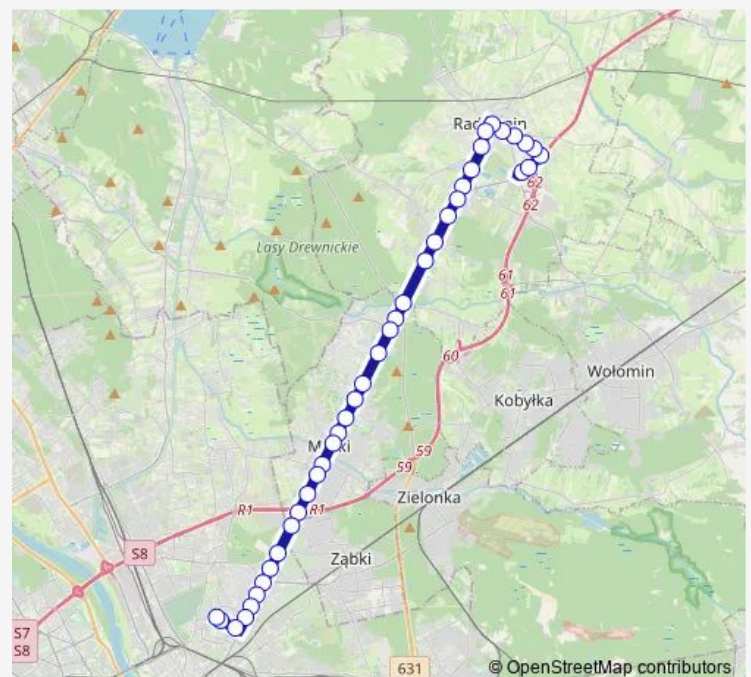 62
62
Lasy Drewnickie
61
61
60
Wołomin
Kobyłka
59
59
Zielonka
R1
R1
S8
Ząbki
S7
S8
631
© OpenStreetMap contributors